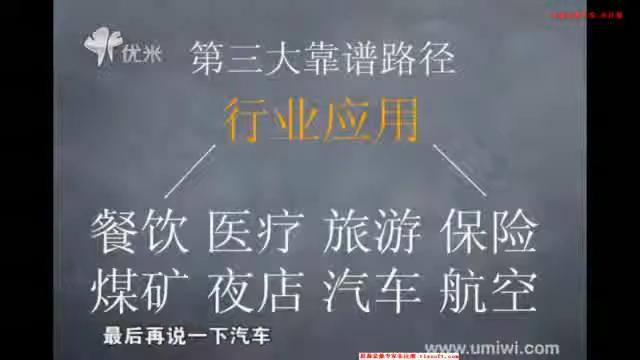 优米
第三大靠谱路径
行业应用
餐饮 医疗 旅游 保险
煤矿 夜店 汽车 航空
最后再说一下汽车
www.umiwi.com